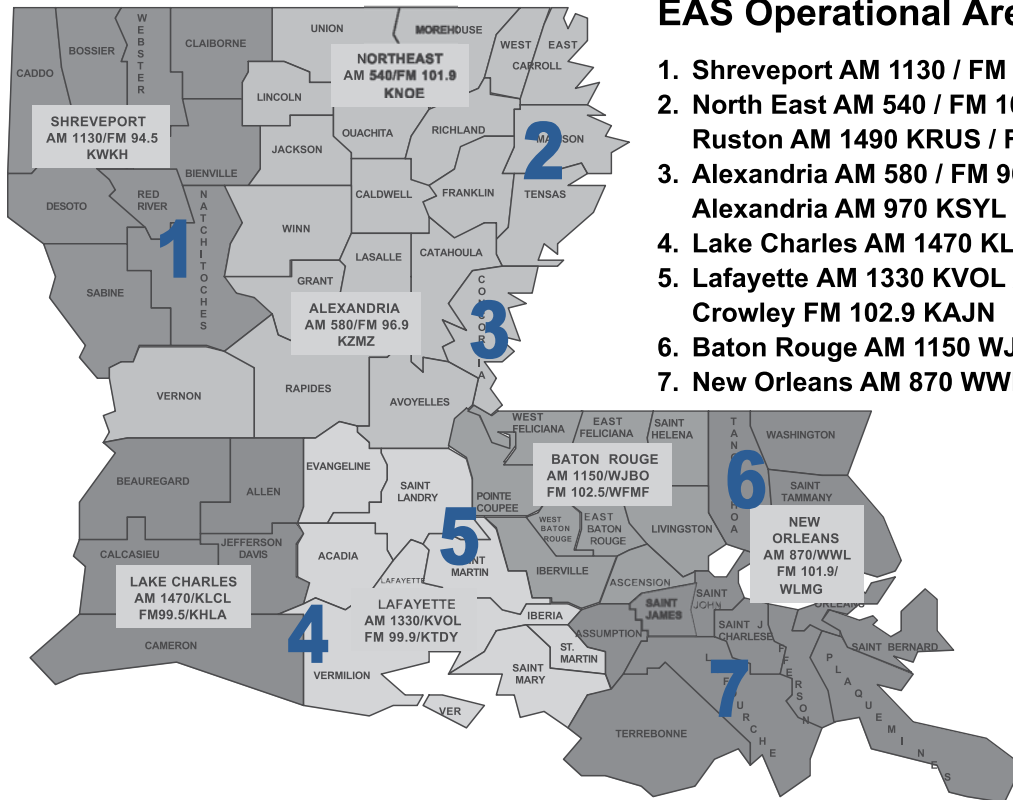 EAS Operational Are
1. Shreveport AM 1130 / FM
2. North East AM 540 / FM 10
Ruston AM 1490 KRUS / F
3. Alexandria AM 580 / FM 9
Alexandria AM 970 KSYL
4. Lake Charles AM 1470 KL
5. Lafayette AM 1330 KVOL
Crowley FM 102.9 KAJN
6. Baton Rouge AM 1150 WJ
7. New Orleans AM 870 WW
CADDO
BOSSIER
WEBSTER
CLAIBORNE
UNION
MOREHOUSE
WEST
EAST
CARROLL
NORTHEAST
AM 540/FM 101.9
KNOE
LINCOLN
SHREVEPORT
AM 1130/FM 94.5
KWKH
OUACHITA
RICHLAND
2
JACKSON
BIENVILLE
DESOTO
RED
RIVER
NATCHITOCHES
CALDWELL
FRANKLIN
TENSAS
1
WINN
LASALLE
CATAHOULA
SABINE
GRANT
ALEXANDRIA
AM 580/FM 96.9
KZMZ
3
VERNON
RAPIDES
AVOYELLES
WEST
FELICIANA
EAST
FELICIANA
SAINT
HELENA
WASHINGTON
6
BATON ROUGE
AM 1150/WJBO
FM 102.5/WFMF
EVANGELINE
BEAUREGARD
ALLEN
SAINT
LANDRY
POINTE
COUPEE
SAINT
TAMMANY
5
WEST
BATON
ROUGE
EAST
BATON
ROUGE
LIVINGSTON
NEW
ORLEANS
AM 870/WWL
FM 101.9/
WLMG
CALCASIEU
JEFFERSON
DAVIS
ACADIA
MARTIN
IBERVILLE
LAKE CHARLES
AM 1470/KLCL
FM99.5/KHLA
LAFAYETTE
ASCENSION
LAFAYETTE
AM 1330/KVOL
FM 99.9/KTDY
SAINT
JAMES
SAINT
JOHN
ORLEANS
4
IBERIA
ASSUMPTION
SAINT J
CHARLESE
SAINT BERNARD
CAMERON
VERMILION
ST.
MARTIN
SAINT
MARY
7
VER
TERREBONNE
PLAQUEMINES